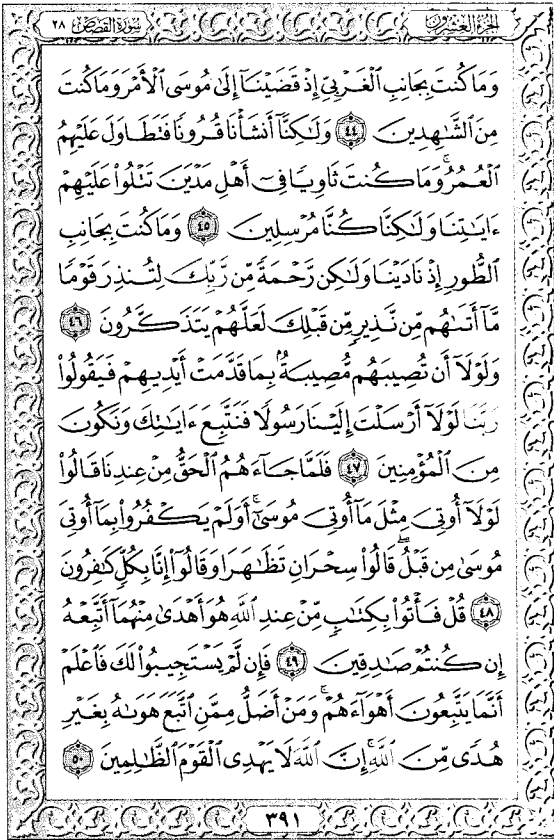 الجزء العشرون سورة القصص ٢٨
وَمَا كُنتَ بِجَانِبِ ٱلْغَرْبِيِّ إِذْ قَضَيْنَآ إِلَىٰ مُوسَى ٱلْأَمْرَ وَمَا كُنتَ
مِنَ ٱلشَّٰهِدِينَ ٤٤ وَلَٰكِنَّآ أَنشَأْنَا قُرُونًا فَتَطَاوَلَ عَلَيْهِمُ
ٱلْعُمُرُ ۚ وَمَا كُنتَ ثَاوِيًا فِىٓ أَهْلِ مَدْيَنَ تَتْلُوا۟ عَلَيْهِمْ
ءَايَٰتِنَا وَلَٰكِنَّا كُنَّا مُرْسِلِينَ ٤٥ وَمَا كُنتَ بِجَانِبِ
ٱلطُّورِ إِذْ نَادَيْنَا وَلَٰكِن رَّحْمَةً مِّن رَّبِّكَ لِتُنذِرَ قَوْمًا
مَّآ أَتَىٰهُم مِّن نَّذِيرٍ مِّن قَبْلِكَ لَعَلَّهُمْ يَتَذَكَّرُونَ ٤٦
وَلَوْلَآ أَن تُصِيبَهُم مُّصِيبَةٌۢ بِمَا قَدَّمَتْ أَيْدِيهِمْ فَيَقُولُوا۟
رَبَّنَا لَوْلَآ أَرْسَلْتَ إِلَيْنَا رَسُولًا فَنَتَّبِعَ ءَايَٰتِكَ وَنَكُونَ
مِنَ ٱلْمُؤْمِنِينَ ٤٧ فَلَمَّا جَآءَهُمُ ٱلْحَقُّ مِنْ عِندِنَا قَالُوا۟
لَوْلَآ أُوتِىَ مِثْلَ مَآ أُوتِىَ مُوسَىٰٓ ۚ أَوَلَمْ يَكْفُرُوا۟ بِمَآ أُوتِىَ
مُوسَىٰ مِن قَبْلُ ۖ قَالُوا۟ سِحْرَانِ تَظَٰهَرَا وَقَالُوٓا۟ إِنَّا بِكُلٍّ كَٰفِرُونَ
٤٨ قُلْ فَأْتُوا۟ بِكِتَٰبٍ مِّنْ عِندِ ٱللَّهِ هُوَ أَهْدَىٰ مِنْهُمَآ أَتَّبِعْهُ
إِن كُنتُمْ صَٰدِقِينَ ٤٩ فَإِن لَّمْ يَسْتَجِيبُوا۟ لَكَ فَٱعْلَمْ
أَنَّمَا يَتَّبِعُونَ أَهْوَآءَهُمْ ۚ وَمَنْ أَضَلُّ مِمَّنِ ٱتَّبَعَ هَوَىٰهُ بِغَيْرِ
هُدًى مِّنَ ٱللَّهِ ۚ إِنَّ ٱللَّهَ لَا يَهْدِى ٱلْقَوْمَ ٱلظَّٰلِمِينَ ٥٠
٣٩١